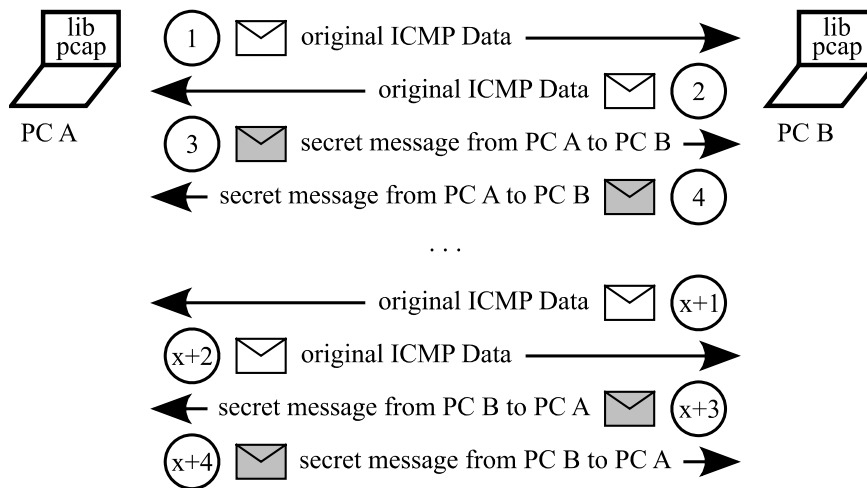 lib
pcap
PC A
1 original ICMP Data
lib
pcap
PC B
original ICMP Data 2
3 secret message from PC A to PC B
secret message from PC A to PC B 4
. . .
original ICMP Data x+1
x+2 original ICMP Data
secret message from PC B to PC A x+3
x+4 secret message from PC B to PC A